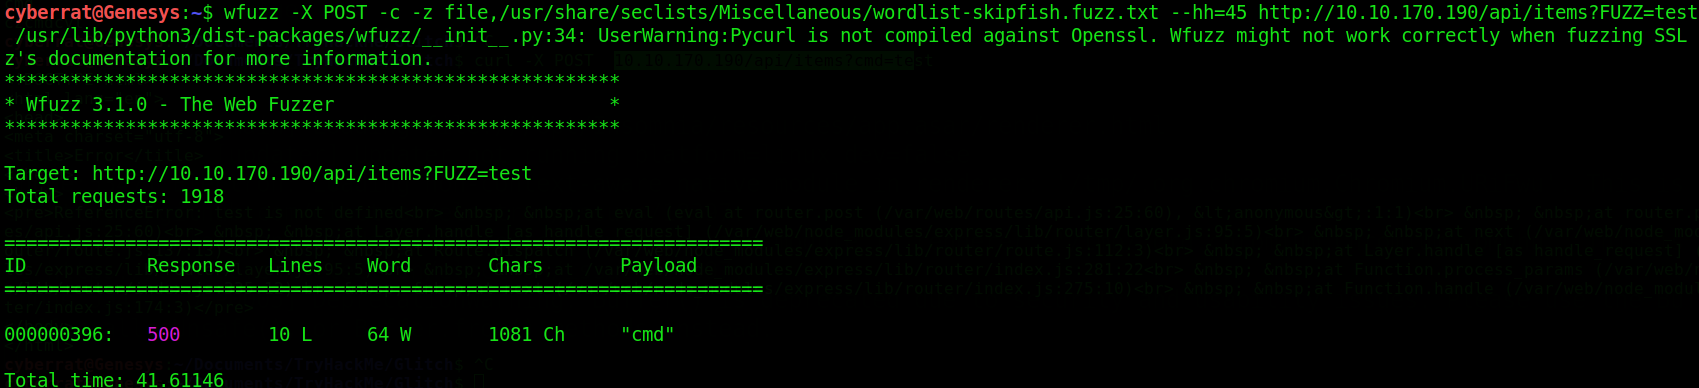 cyberrat@Genesys:~$ wfuzz -X POST -c -z file,/usr/share/seclists/Miscellaneous/wordlist-skipfish.fuzz.txt --hh=45 http://10.10.170.190/api/items?FUZZ=test
/usr/lib/python3/dist-packages/wfuzz/__init__.py:34: UserWarning:Pycurl is not compiled against Openssl. Wfuzz might not work correctly when fuzzing SSL
z's documentation for more information.
********************************************************
* Wfuzz 3.1.0 - The Web Fuzzer                         *
********************************************************
Target: http://10.10.170.190/api/items?FUZZ=test
Total requests: 1918
=====================================================================
ID           Response   Lines    Word       Chars       Payload
=====================================================================
000000396:   500        10 L     64 W       1081 Ch     "cmd"
Total time: 41.61146